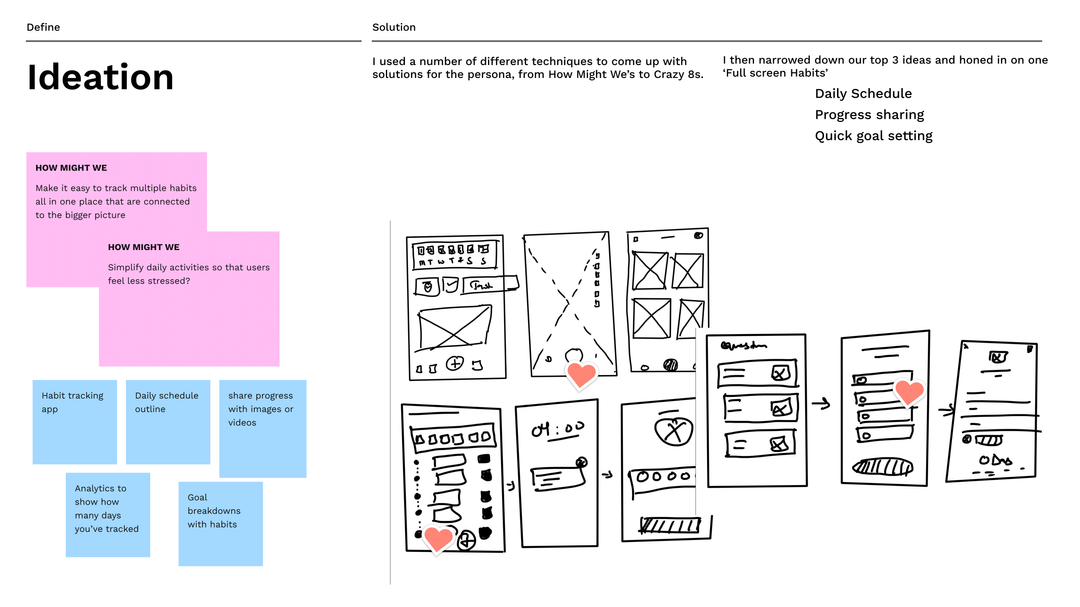 Define
Solution
Ideation
I used a number of different techniques to come up with
solutions for the persona, from How Might We's to Crazy 8s.
I then narrowed down our top 3 ideas and honed in on one
‘Full screen Habits’
Daily Schedule
Progress sharing
Quick goal setting
HOW MIGHT WE
Make it easy to track multiple habits
all in one place that are connected
to the bigger picture
HOW MIGHT WE
Simplify daily activities so that users
feel less stressed?
Habit tracking
app
Daily schedule
outline
share progress
with images or
videos
Analytics to
show how
many days
you've tracked
Goal
breakdowns
with habits
M T W T F S S
04:00